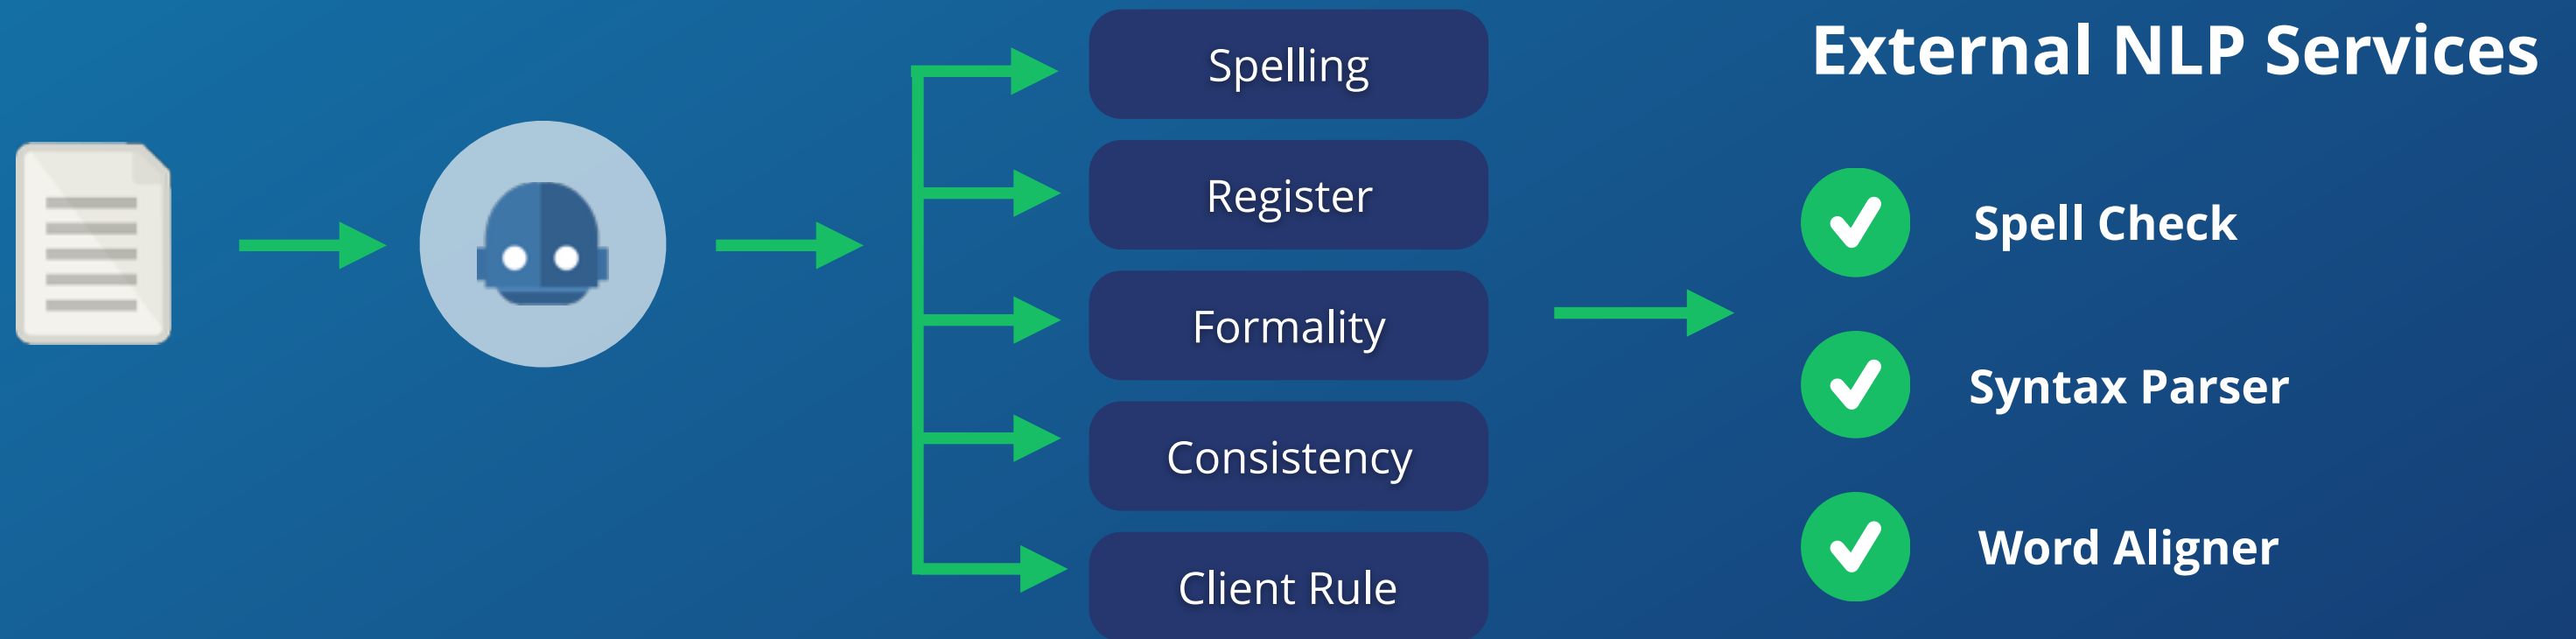 Spelling
Register
Formality
Consistency
Client Rule
External NLP Services
Spell Check
Syntax Parser
Word Aligner